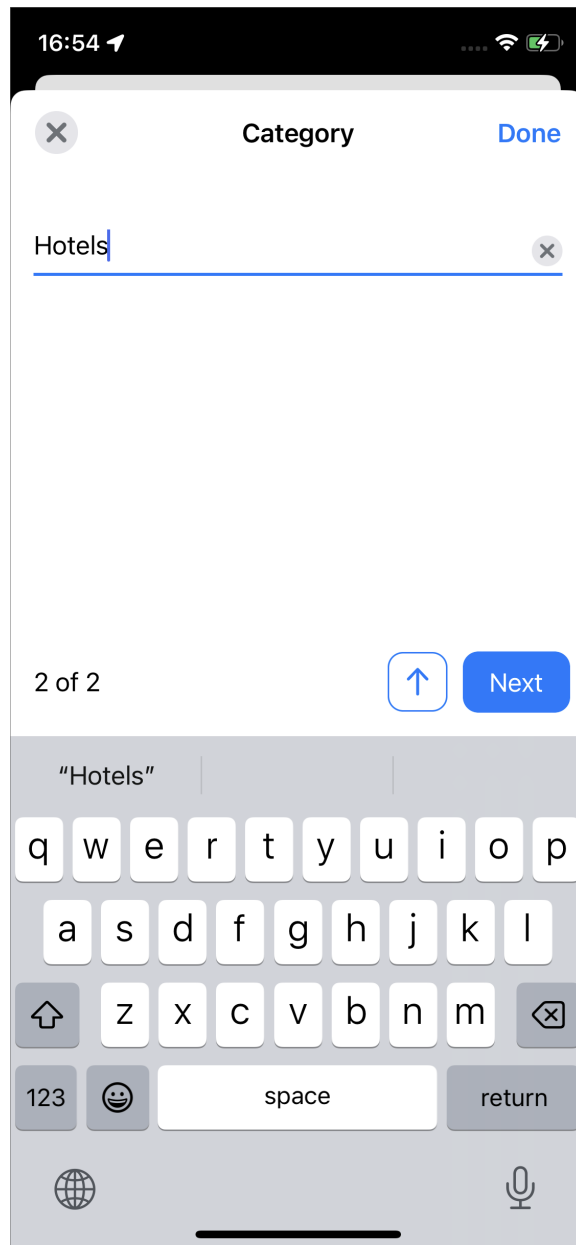 16:54
Category Done
Hotels
2 of 2 Next
“Hotels”
q w e r t y u i o p
a s d f g h j k l
z x c v b n m
123 space return